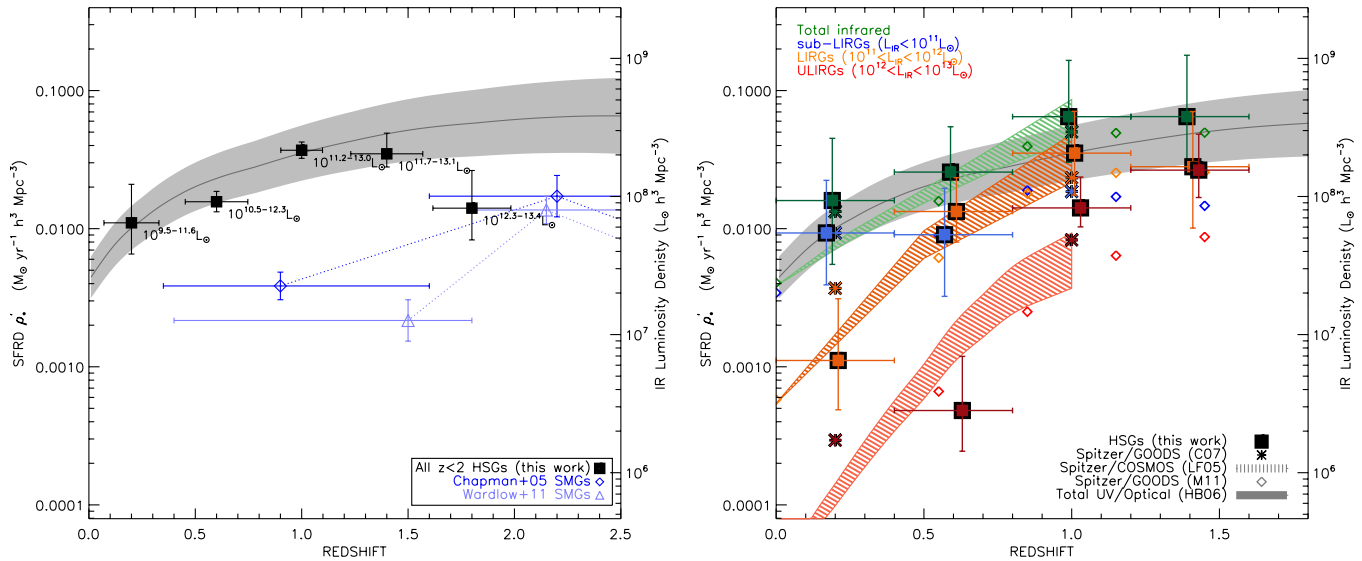 0.1000
0.0100
0.0010
0.0001
SFRD ρ̇* (M⊙ yr⁻¹ h³ Mpc⁻³)
10^9.5−11.6 L⊙
10^10.5−12.3 L⊙
10^11.2−13.0 L⊙
10^11.7−13.1 L⊙
10^12.3−13.4 L⊙
All z<2 HSGs (this work)
Chapman+05 SMGs
Wardlow+11 SMGs
0.0 0.5 1.0 1.5 2.0 2.5
REDSHIFT
10⁹
10⁸
10⁷
10⁶
IR Luminosity Denisty (L⊙ h³ Mpc⁻³)
0.1000
0.0100
0.0010
0.0001
SFRD ρ̇* (M⊙ yr⁻¹ h³ Mpc⁻³)
Total infrared
sub−LIRGs (L_IR<10¹¹L⊙)
LIRGs (10¹¹<L_IR<10¹²L⊙)
ULIRGs (10¹²<L_IR<10¹³L⊙)
HSGs (this work)
Spitzer/GOODS (C07)
Spitzer/COSMOS (LF05)
Spitzer/GOODS (M11)
Total UV/Optical (HB06)
0.0 0.5 1.0 1.5
REDSHIFT
10⁹
10⁸
10⁷
10⁶
IR Luminosity Denisty (L⊙ h³ Mpc⁻³)